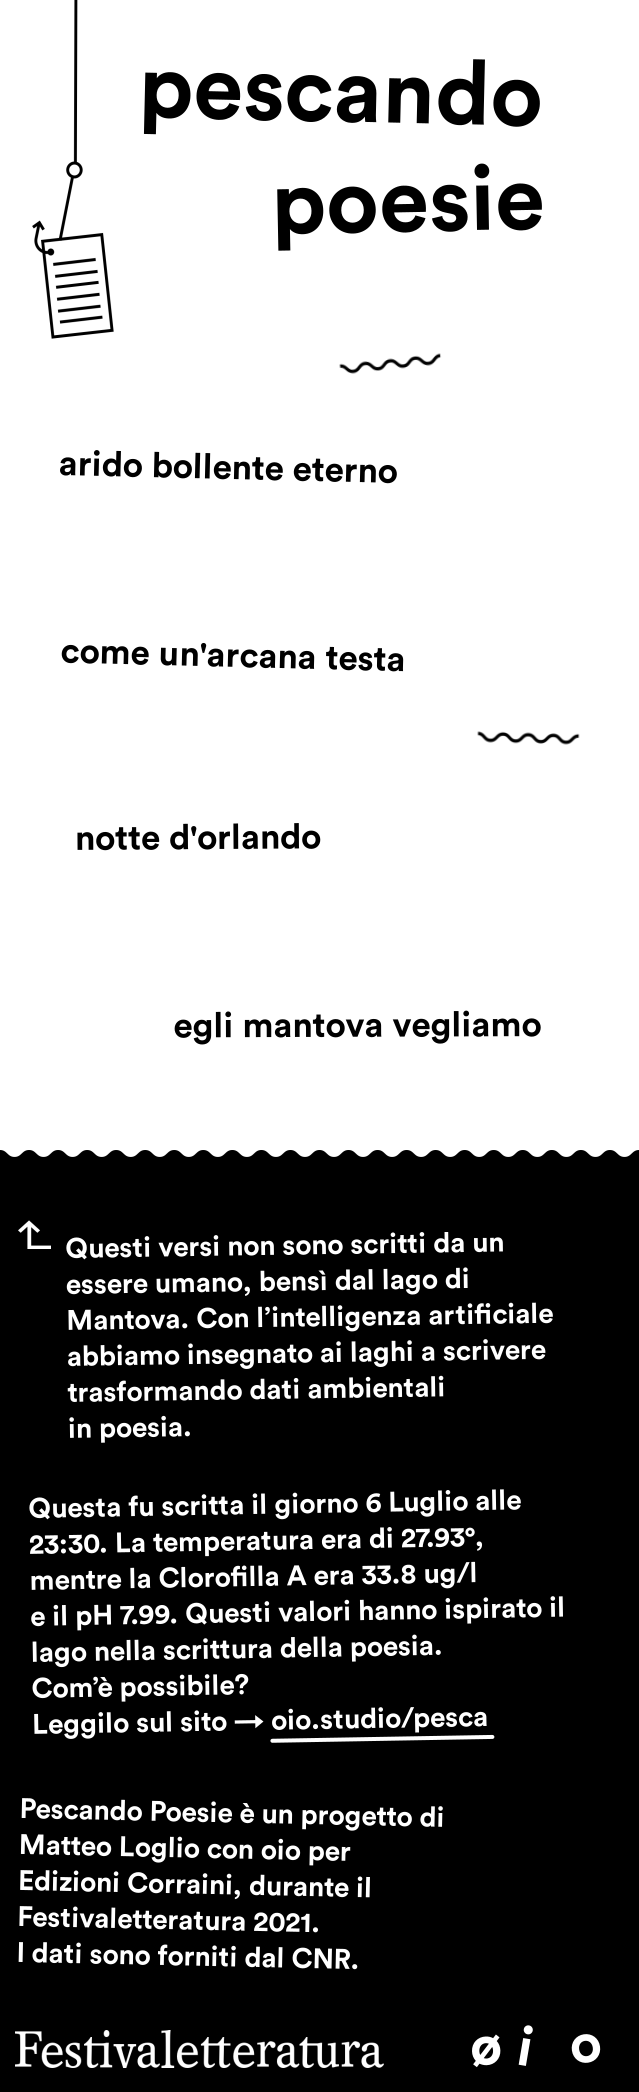 pescando
poesie
arido bollente eterno
come un'arcana testa
notte d'orlando
egli mantova vegliamo
Questi versi non sono scritti da un
essere umano, bensì dal lago di
Mantova. Con l’intelligenza artificiale
abbiamo insegnato ai laghi a scrivere
trasformando dati ambientali
in poesia.
Questa fu scritta il giorno 6 Luglio alle
23:30. La temperatura era di 27.93°,
mentre la Clorofilla A era 33.8 ug/l
e il pH 7.99. Questi valori hanno ispirato il
lago nella scrittura della poesia.
Com’è possibile?
Leggilo sul sito → oio.studio/pesca
Pescando Poesie è un progetto di
Matteo Loglio con oio per
Edizioni Corraini, durante il
Festivaletteratura 2021.
I dati sono forniti dal CNR.
Festivaletteratura øi o